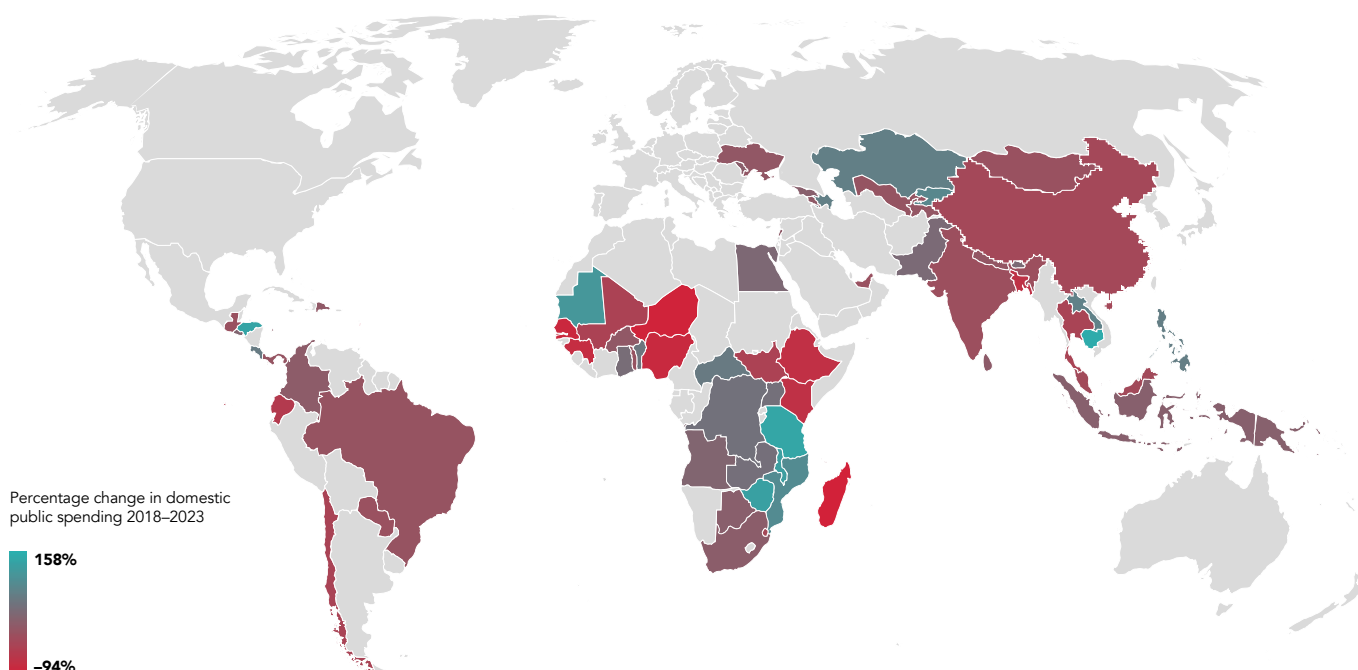 Percentage change in domestic
public spending 2018–2023
158%
–94%